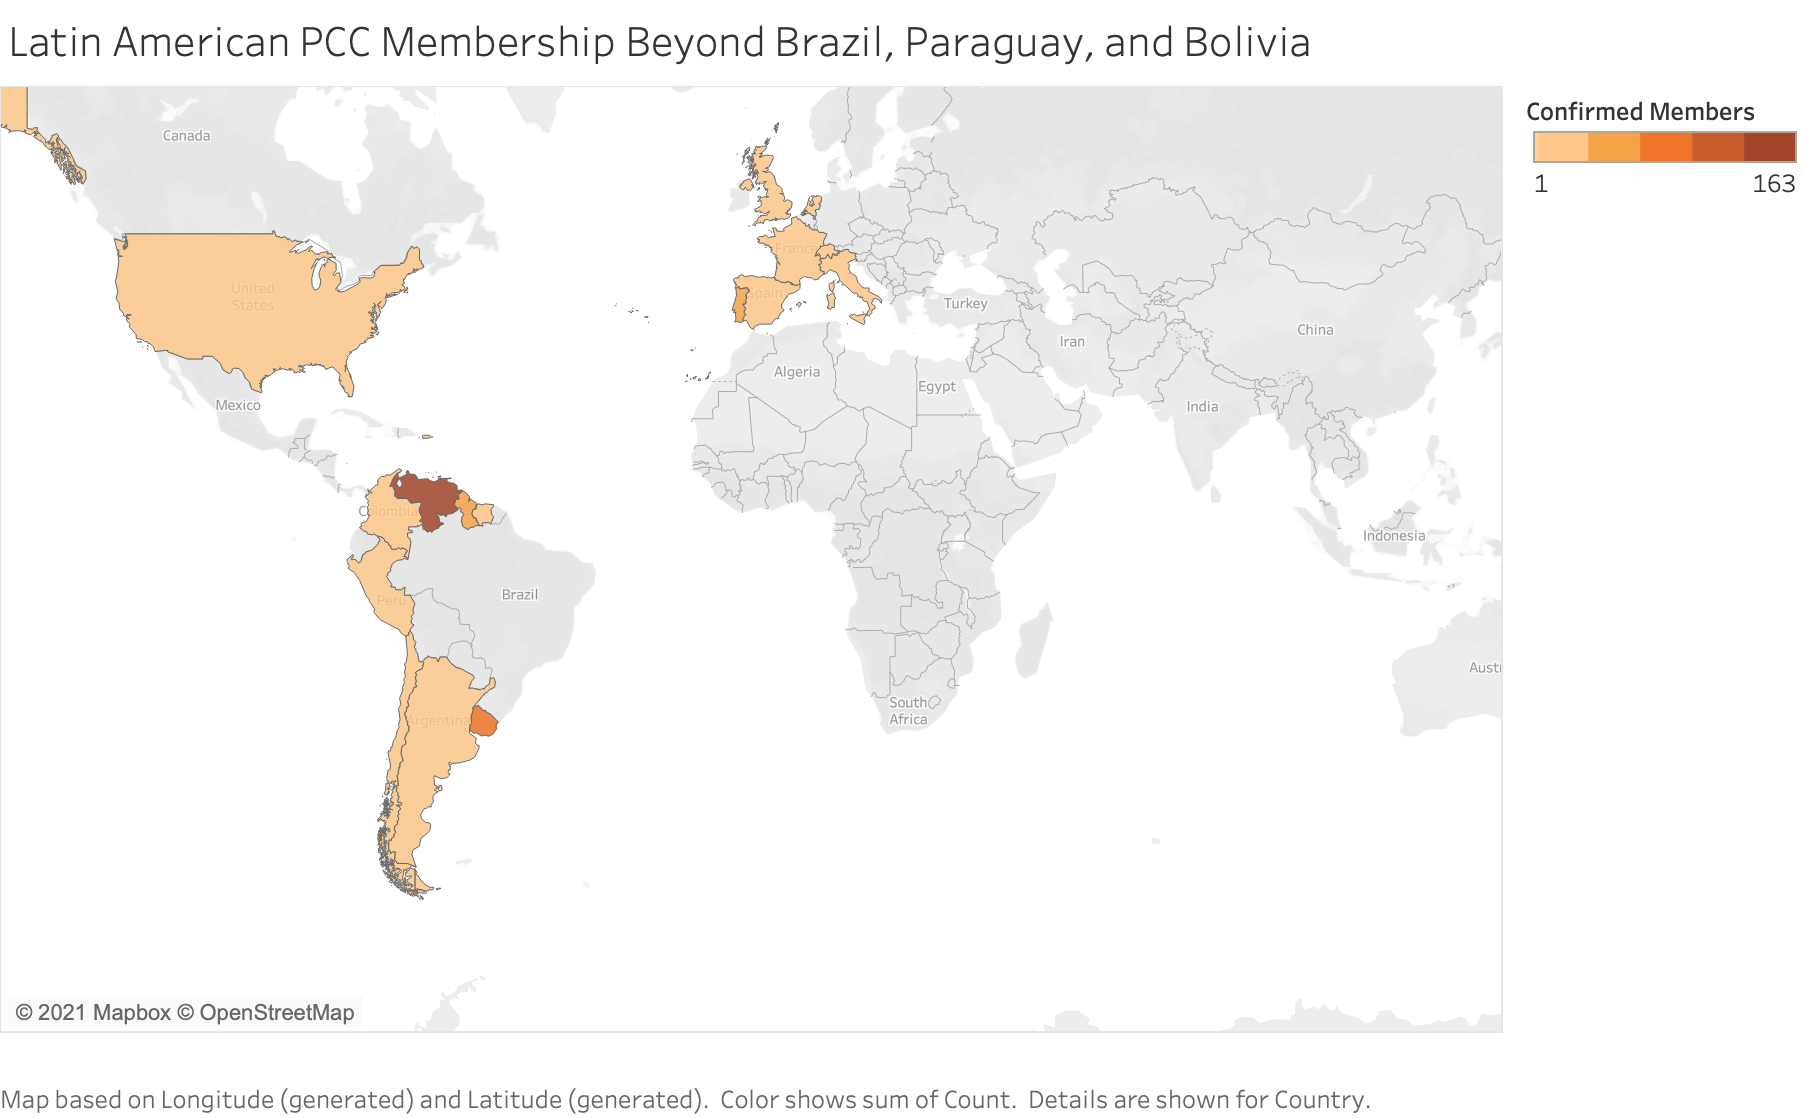 Latin American PCC Membership Beyond Brazil, Paraguay, and Bolivia
Confirmed Members
1 163
Canada
United
States
Mexico
France
Spain
Turkey
Iran
China
Algeria
Egypt
India
Colombia
Indonesia
Brazil
Peru
Austr
South
Africa
Argentina
© 2021 Mapbox © OpenStreetMap
Map based on Longitude (generated) and Latitude (generated).  Color shows sum of Count.  Details are shown for Country.